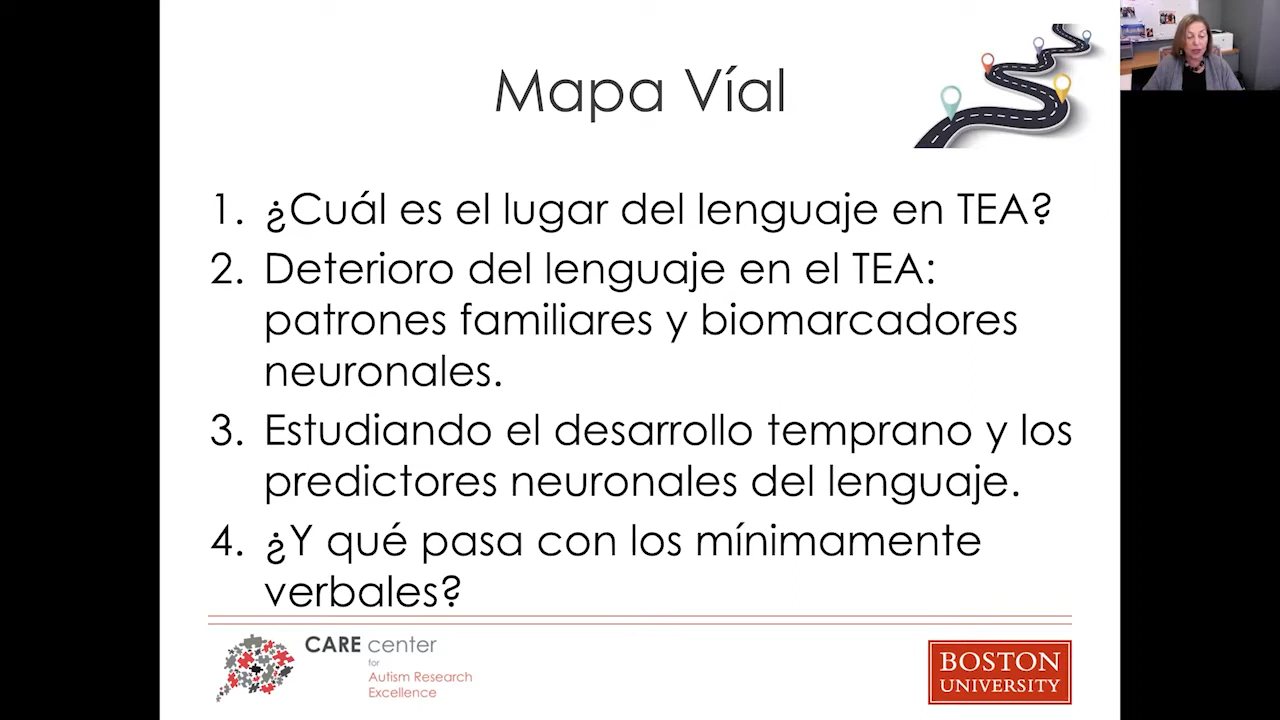 Mapa Víal
1. ¿Cuál es el lugar del lenguaje en TEA?
2. Deterioro del lenguaje en el TEA:
patrones familiares y biomarcadores
neuronales.
3. Estudiando el desarrollo temprano y los
predictores neuronales del lenguaje.
4. ¿Y qué pasa con los mínimamente
verbales?
CARE center
for
Autism Research
Excellence
BOSTON
UNIVERSITY